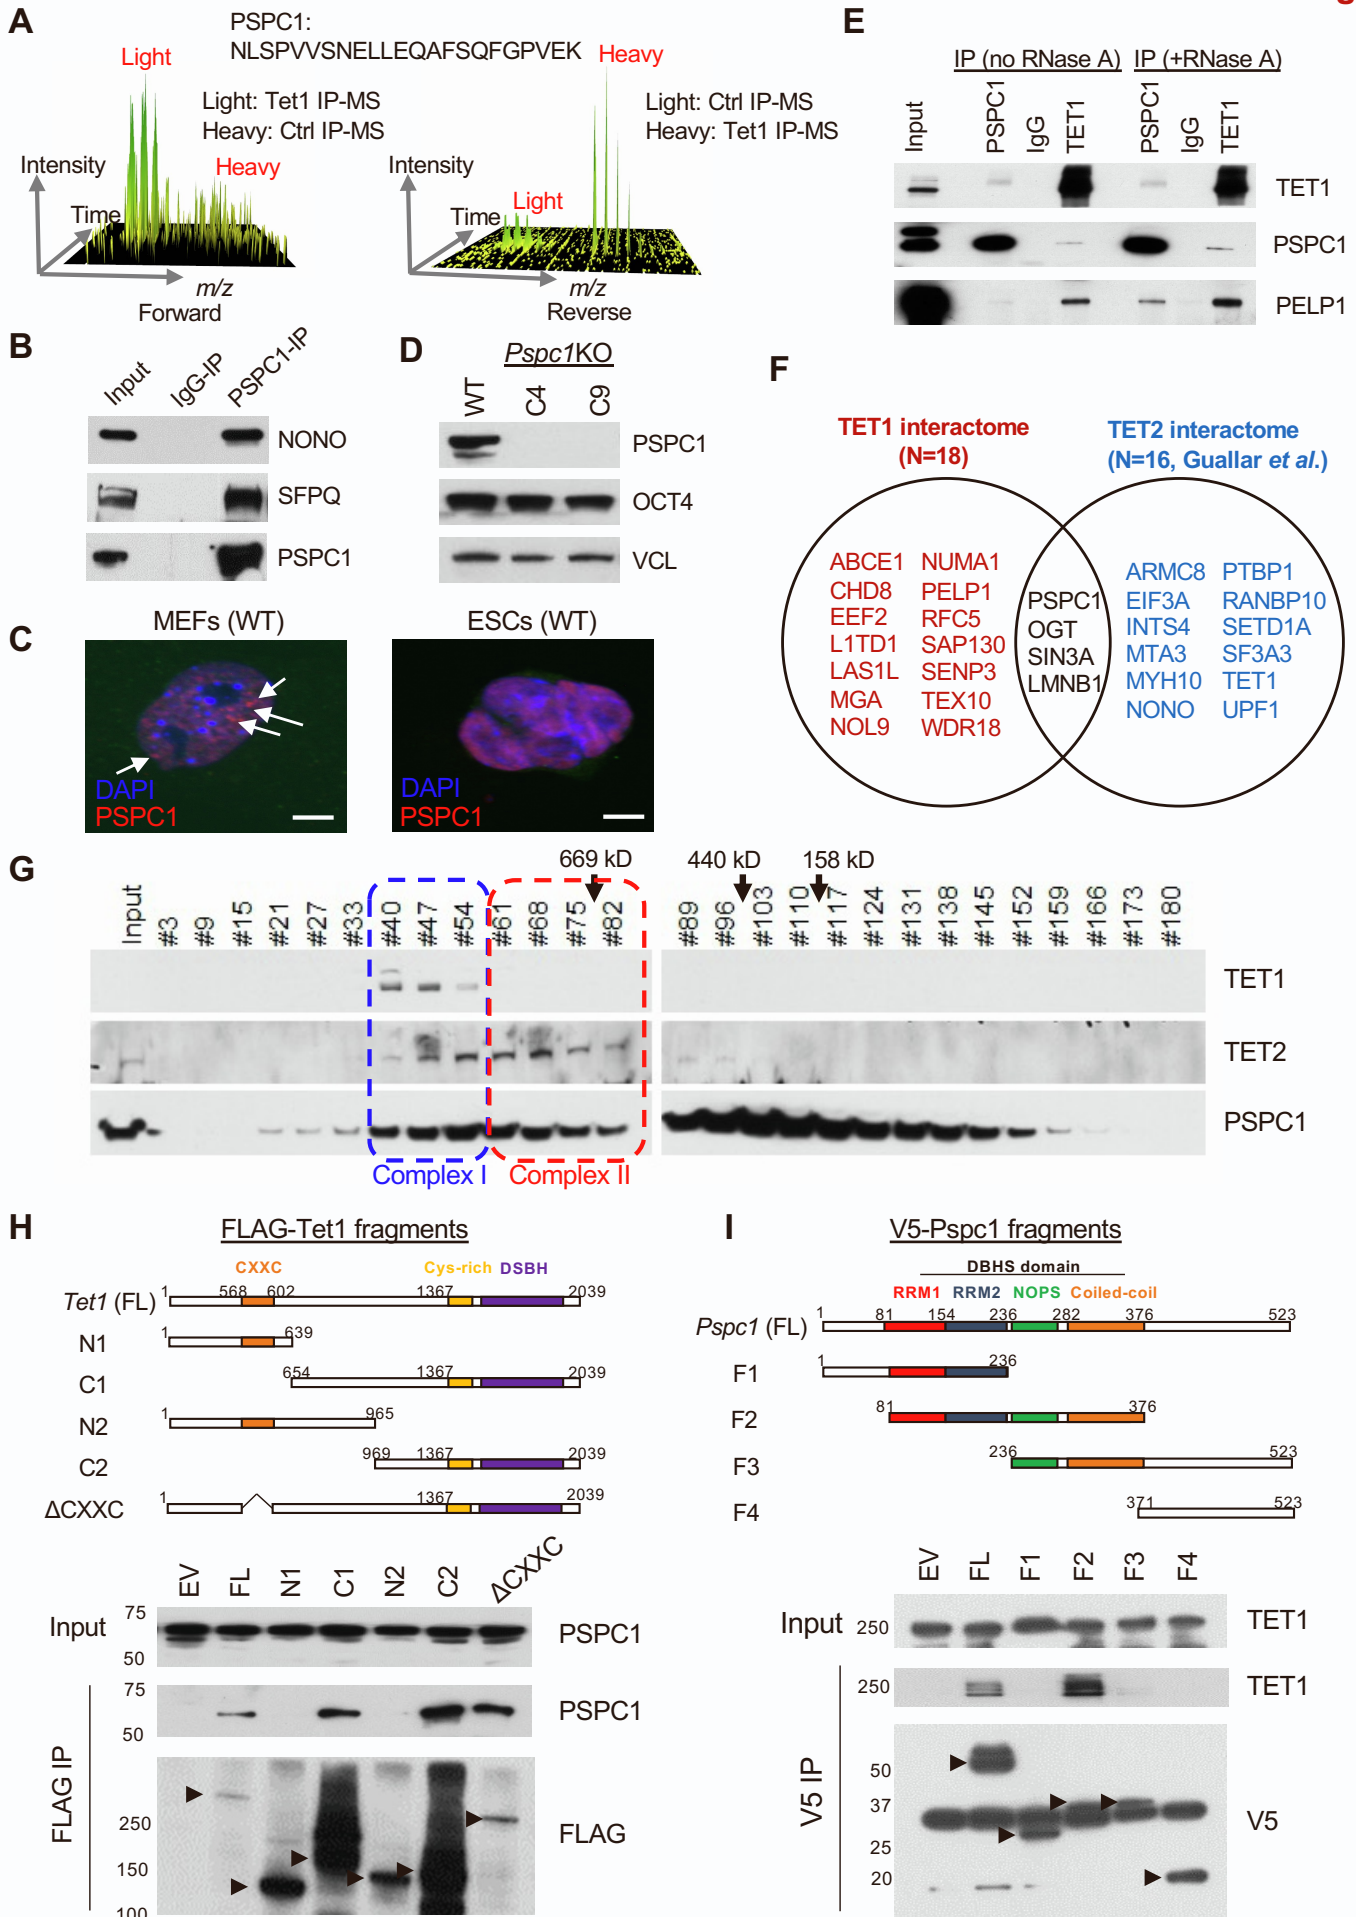 A
PSPC1:
NLSPVVSNELLEQAFSQFGPVEK
Light
Heavy
Light: Tet1 IP-MS
Heavy: Ctrl IP-MS
Light: Ctrl IP-MS
Heavy: Tet1 IP-MS
Intensity
Heavy
Intensity
Time
Time
Light
m/z
m/z
Forward
Reverse
E
IP (no RNase A)
IP (+RNase A)
Input
PSPC1
IgG
TET1
PSPC1
IgG
TET1
TET1
PSPC1
PELP1
B
Input
IgG-IP
PSPC1-IP
NONO
SFPQ
PSPC1
D
Pspc1KO
WT
C4
C9
PSPC1
OCT4
VCL
C
MEFs (WT)
ESCs (WT)
DAPI
PSPC1
DAPI
PSPC1
F
TET1 interactome
(N=18)
TET2 interactome
(N=16, Guallar et al.)
ABCE1 NUMA1
CHD8 PELP1
EEF2 RFC5
L1TD1 SAP130
LAS1L SENP3
MGA TEX10
NOL9 WDR18
PSPC1
OGT
SIN3A
LMNB1
ARMC8 PTBP1
EIF3A RANBP10
INTS4 SETD1A
MTA3 SF3A3
MYH10 TET1
NONO UPF1
G
669 kD
440 kD
158 kD
Input #3 #9 #15 #21 #27 #33 #40 #47 #54 #61 #68 #75 #82 #89 #96 #103 #110 #117 #124 #131 #138 #145 #152 #159 #166 #173 #180
TET1
TET2
PSPC1
Complex I
Complex II
H
FLAG-Tet1 fragments
CXXC
Cys-rich DSBH
Tet1 (FL) 1 568 602 1367 2039
N1 1 639
C1 654 1367 2039
N2 1 965
C2 969 1367 2039
ΔCXXC 1 1367 2039
EV FL N1 C1 N2 C2 ΔCXXC
Input 75 50 PSPC1
FLAG IP
75 50 PSPC1
250 150 100 FLAG
I
V5-Pspc1 fragments
DBHS domain
RRM1 RRM2 NOPS Coiled-coil
Pspc1 (FL) 1 81 154 236 282 376 523
F1 1 236
F2 81 376
F3 236 523
F4 371 523
EV FL F1 F2 F3 F4
Input 250 TET1
V5 IP
250 TET1
50 37 25 20 V5